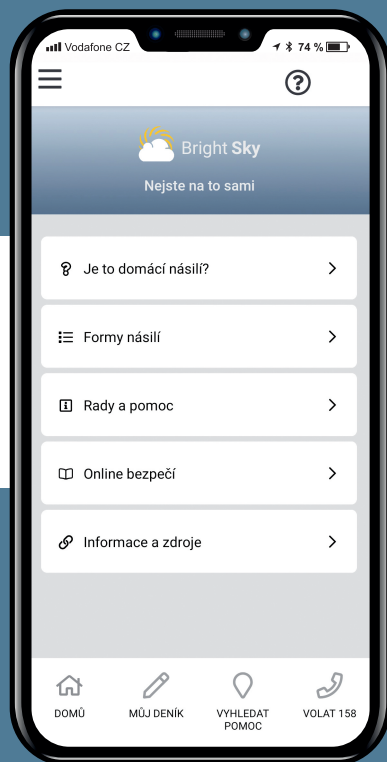 Vodafone CZ
74 %
Bright Sky
Nejste na to sami
Je to domácí násilí?
Formy násilí
Rady a pomoc
Online bezpečí
Informace a zdroje
DOMŮ
MŮJ DENÍK
VYHLEDAT
POMOC
VOLAT 158